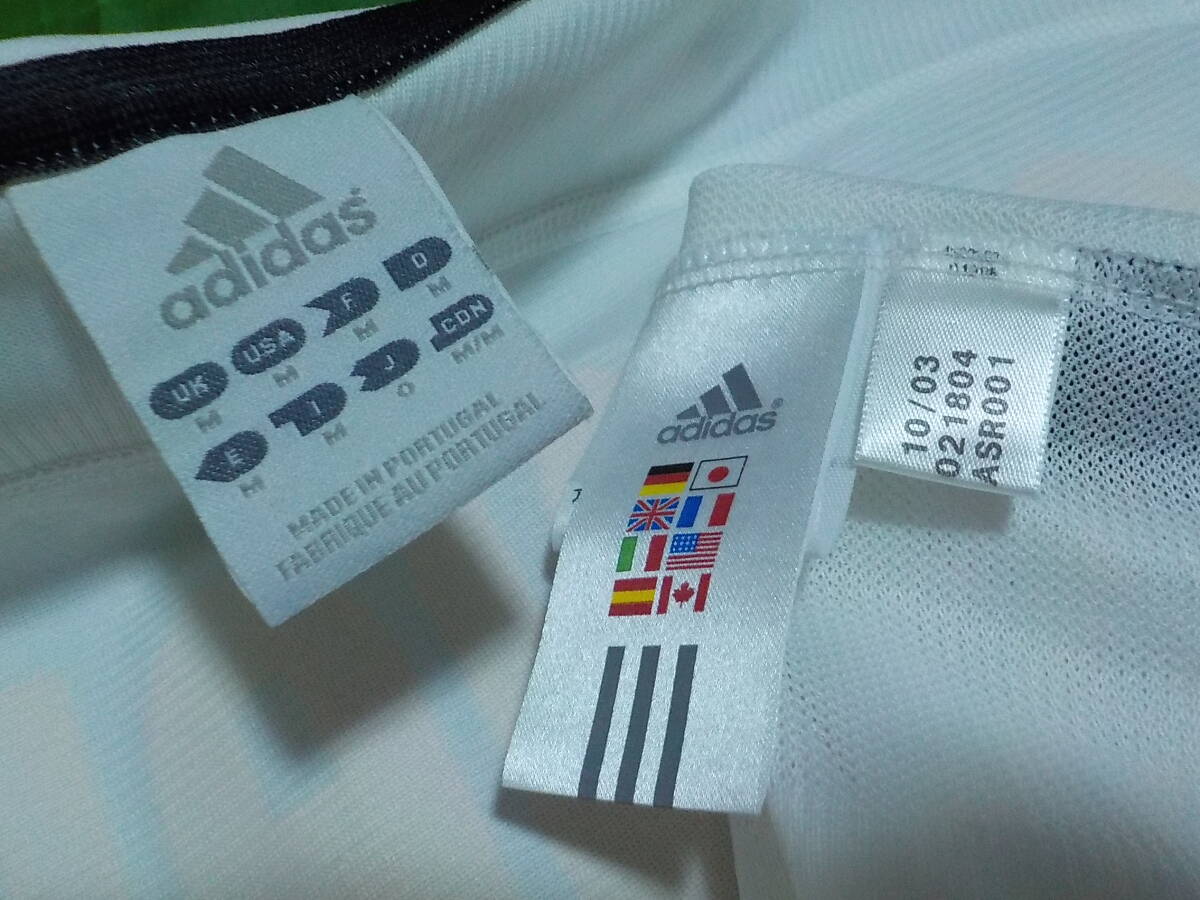 adidas®
UK USA F D
M M M M
E I J CDN
M M O M/M
MADE IN PORTUGAL
FABRIQUE AU PORTUGAL
adidas®
10/03
021804
ASR001